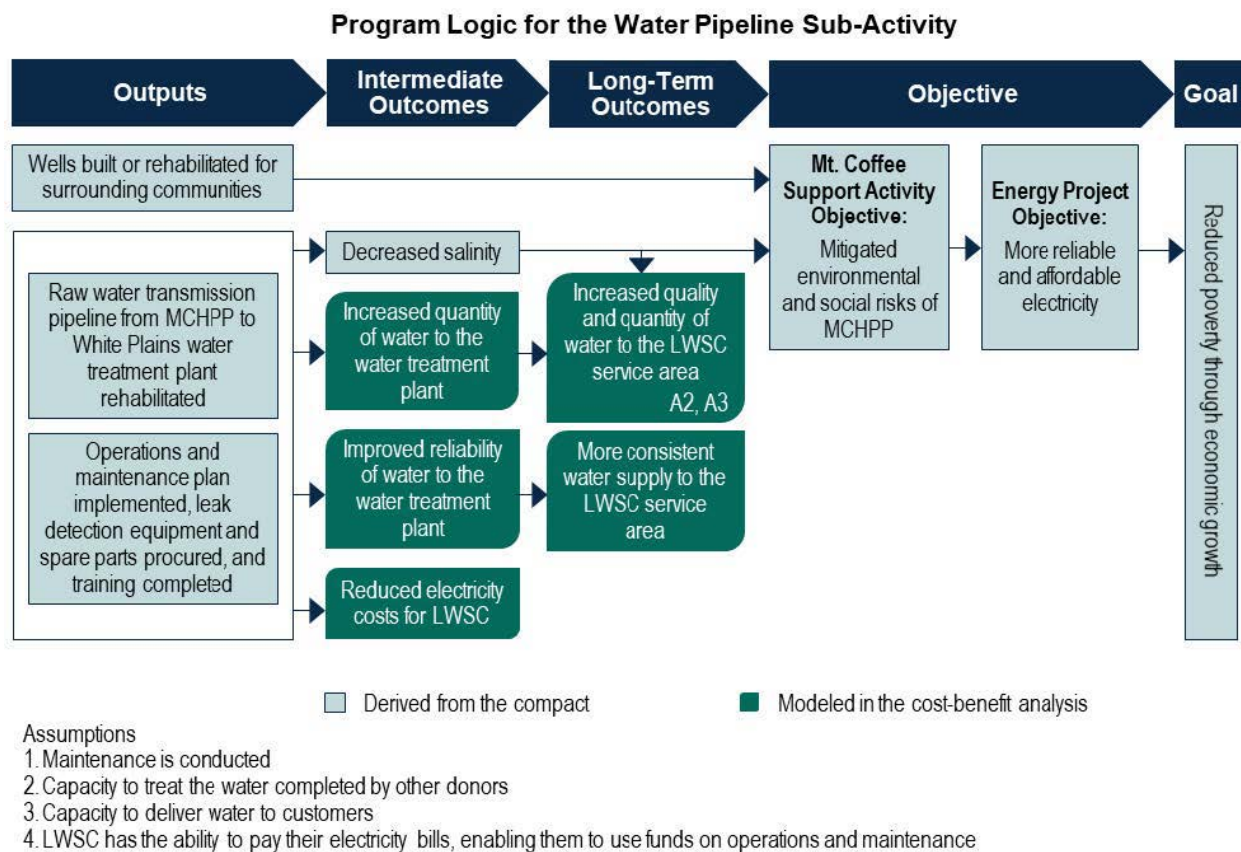 Program Logic for the Water Pipeline Sub-Activity
Outputs
Intermediate
Outcomes
Long-Term
Outcomes
Objective
Goal
Wells built or rehabilitated for
surrounding communities
Raw water transmission
pipeline from MCHPP to
White Plains water
treatment plant
rehabilitated
Operations and
maintenance plan
implemented, leak
detection equipment and
spare parts procured, and
training completed
Decreased salinity
Increased quantity
of water to the
water treatment
plant
Improved reliability
of water to the
water treatment
plant
Reduced electricity
costs for LWSC
Increased quality
and quantity of
water to the LWSC
service area
A2, A3
More consistent
water supply to the
LWSC service
area
Mt. Coffee
Support Activity
Objective:
Mitigated
environmental
and social risks of
MCHPP
Energy Project
Objective:
More reliable
and affordable
electricity
Reduced poverty through economic growth
Derived from the compact
Modeled in the cost-benefit analysis
Assumptions
1. Maintenance is conducted
2. Capacity to treat the water completed by other donors
3. Capacity to deliver water to customers
4. LWSC has the ability to pay their electricity bills, enabling them to use funds on operations and maintenance